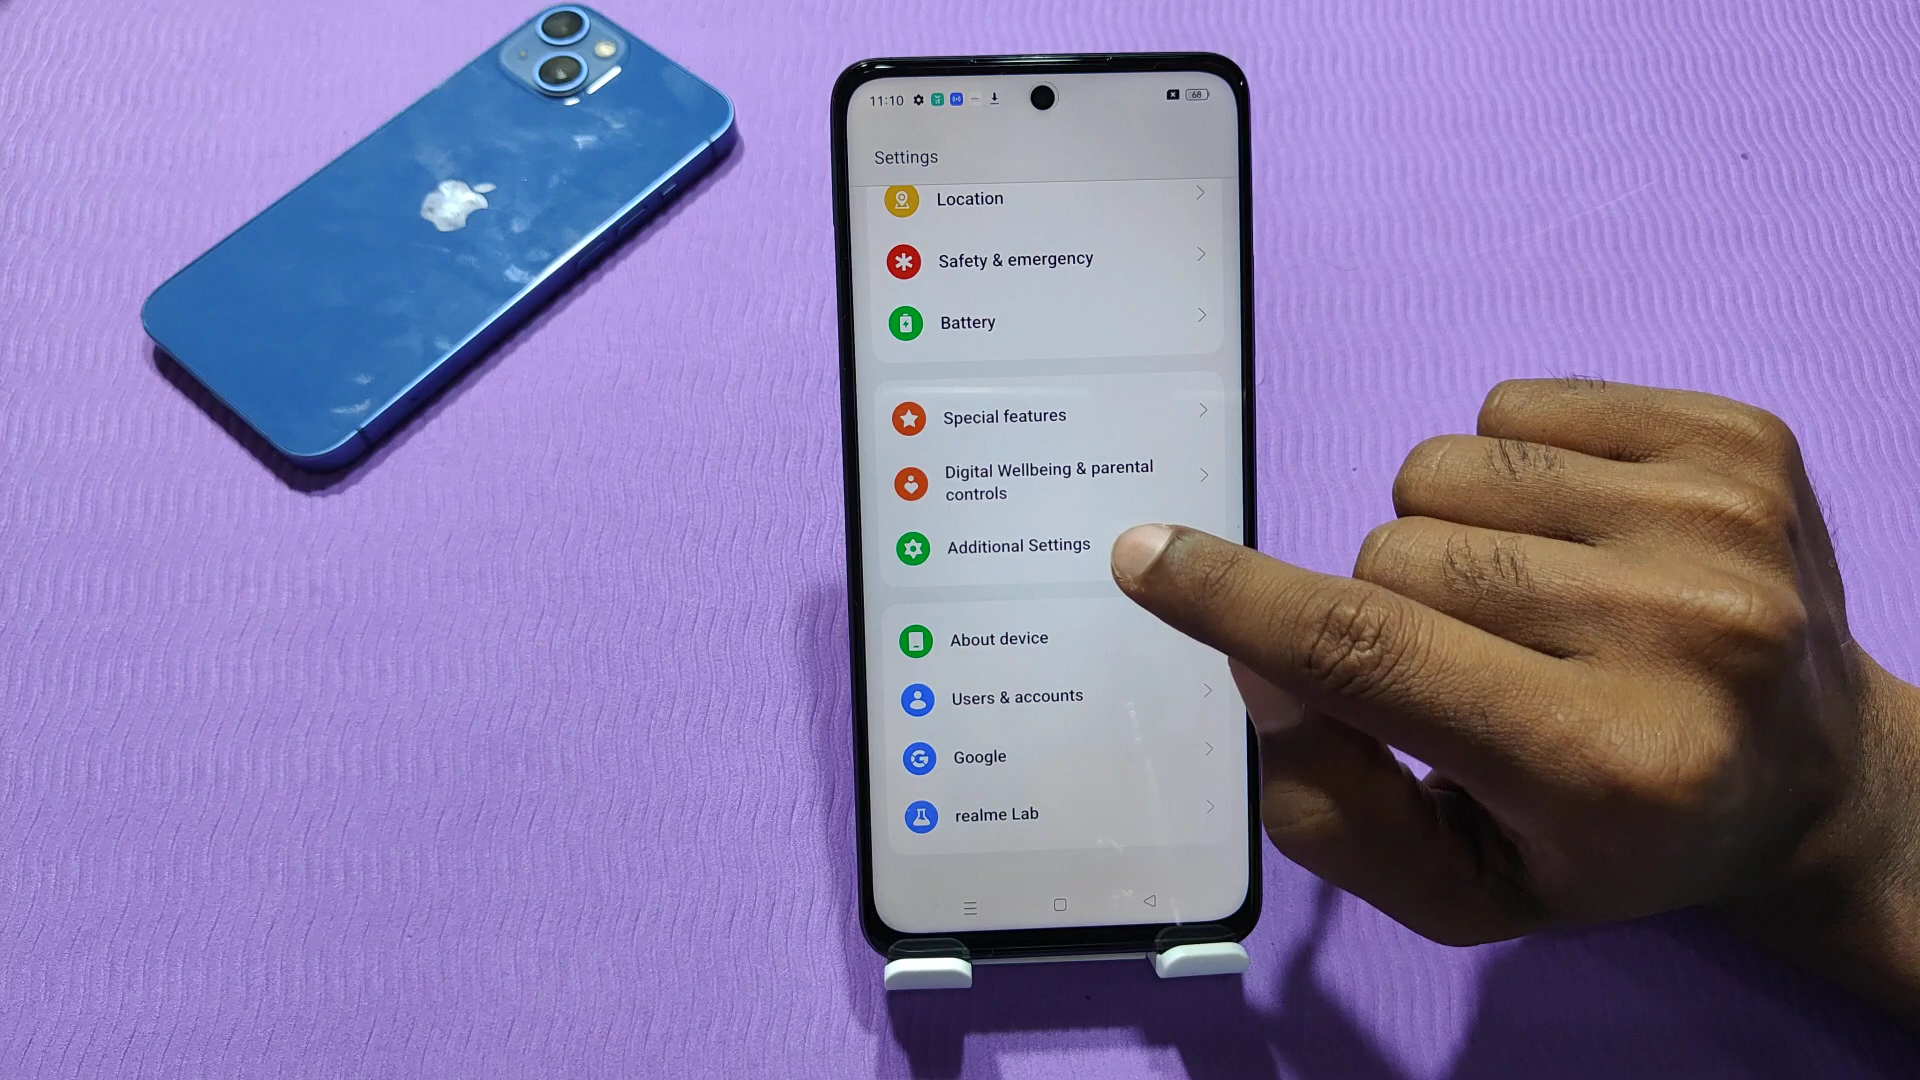 11:10
68
Settings
Location
Safety & emergency
Battery
Special features
Digital Wellbeing & parental
controls
Additional Settings
About device
Users & accounts
Google
realme Lab